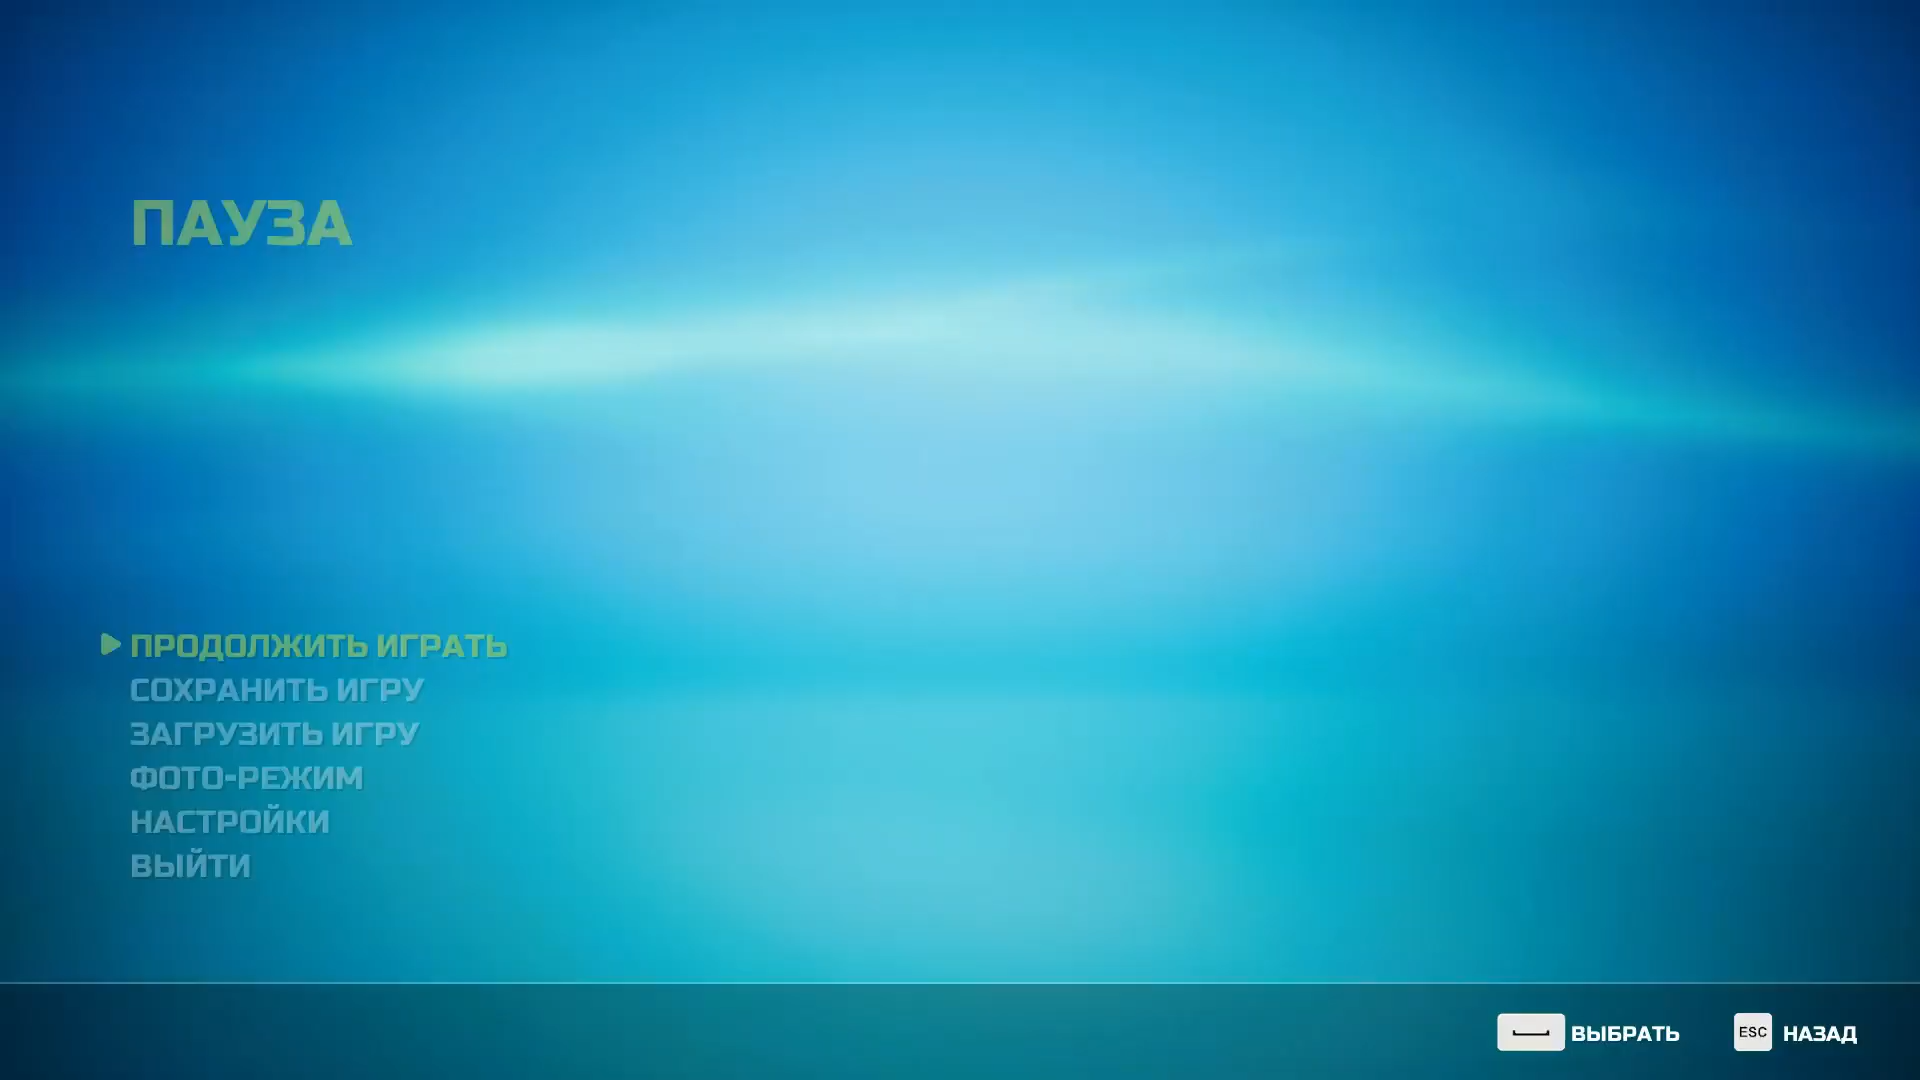 ПАУЗА
ПРОДОЛЖИТЬ ИГРАТЬ
СОХРАНИТЬ ИГРУ
ЗАГРУЗИТЬ ИГРУ
ФОТО-РЕЖИМ
НАСТРОЙКИ
ВЫЙТИ
ВЫБРАТЬ ESC НАЗАД